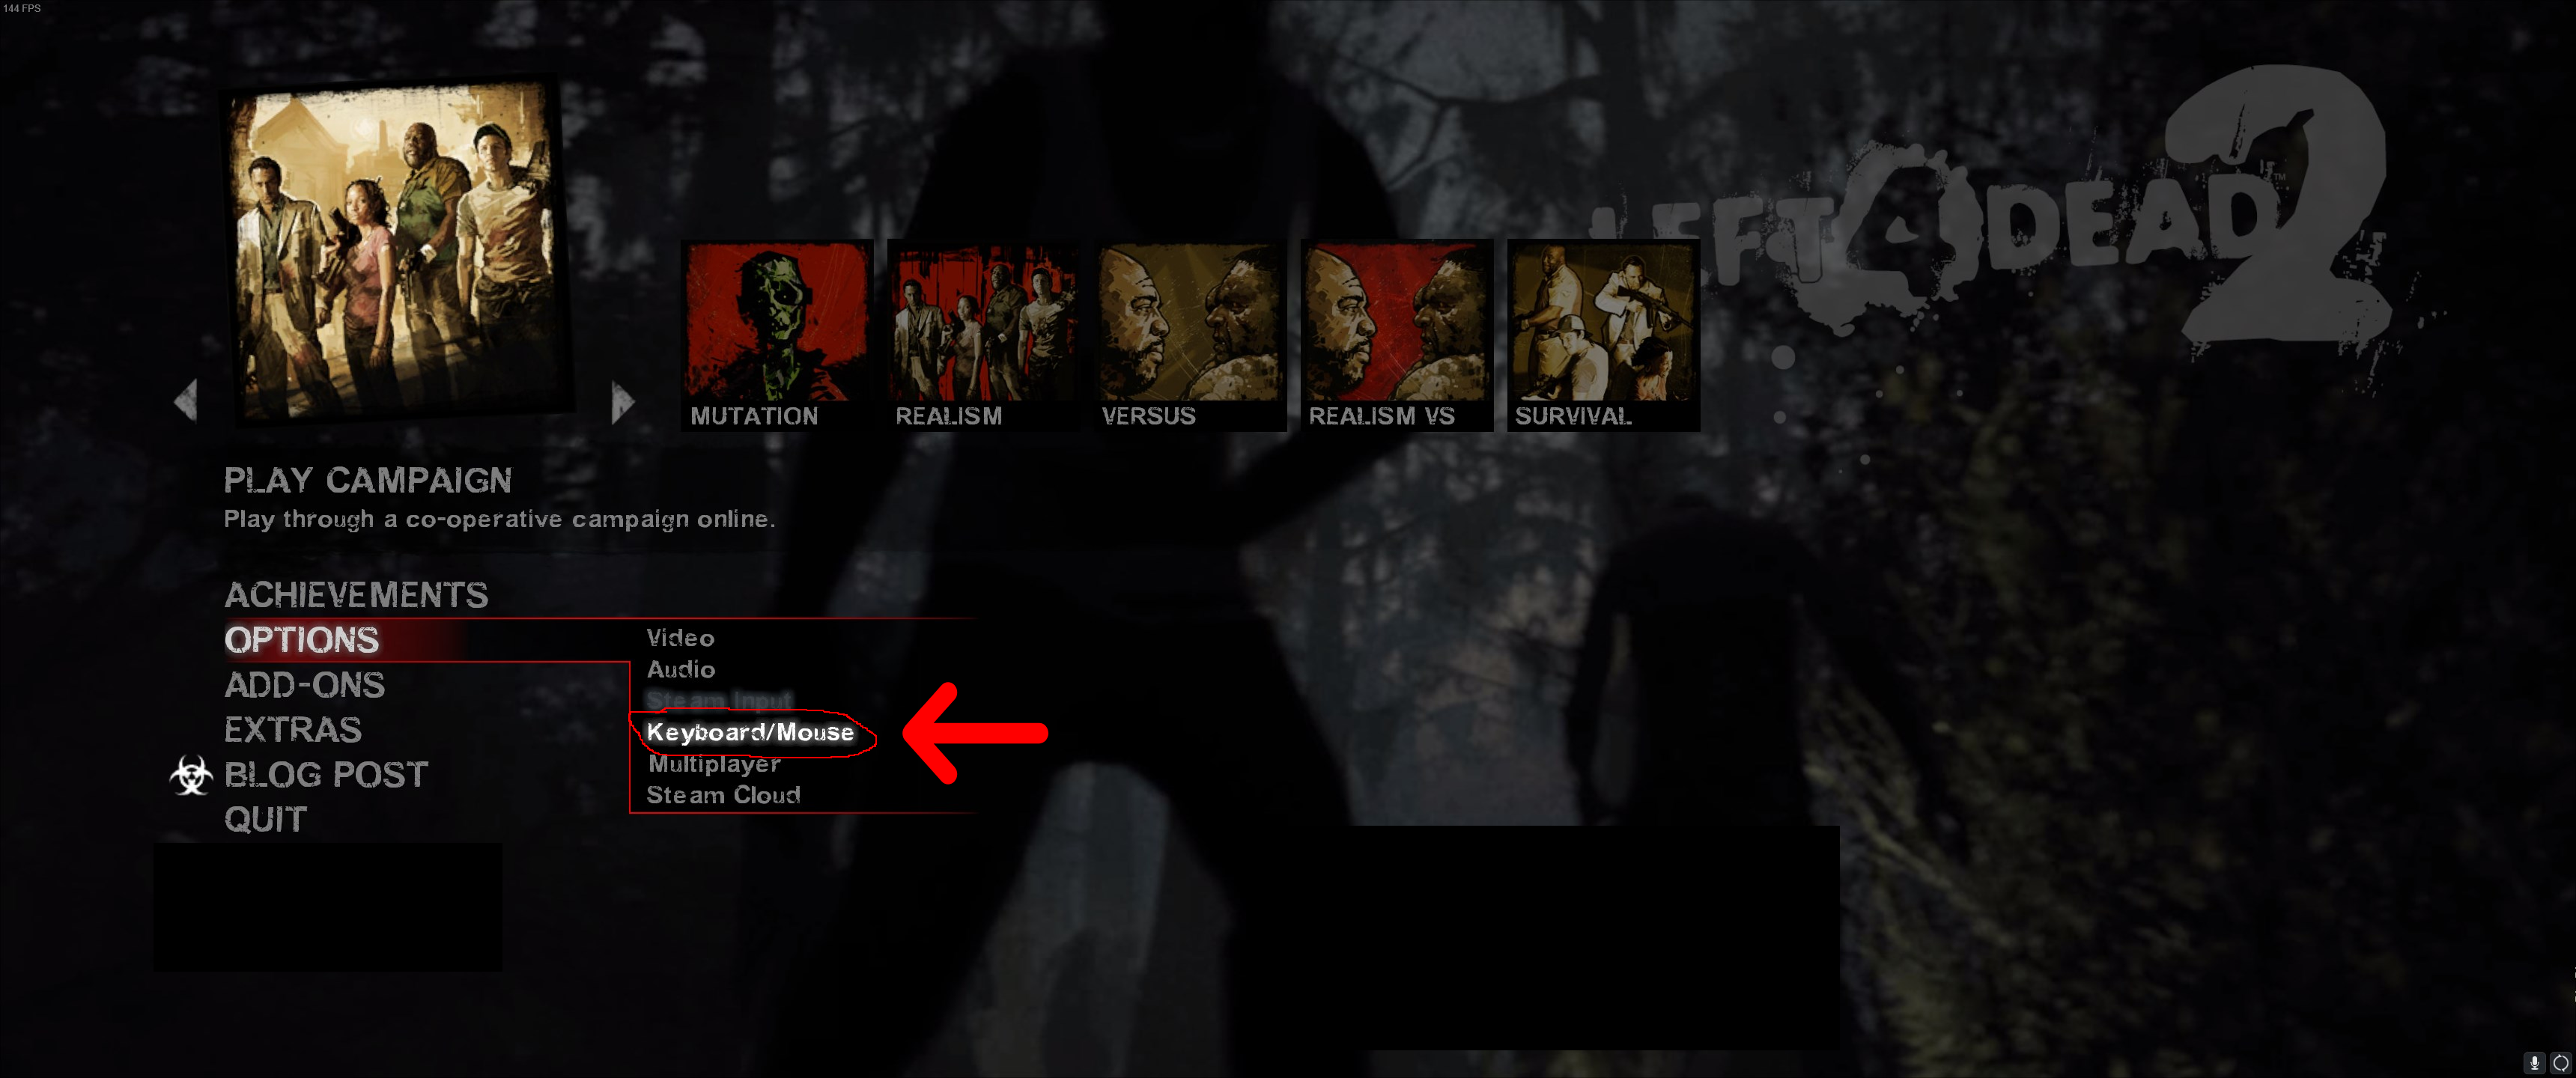 144 FPS
LEFT 4 DEAD 2™
MUTATION
REALISM
VERSUS
REALISM VS
SURVIVAL
PLAY CAMPAIGN
Play through a co-operative campaign online.
ACHIEVEMENTS
OPTIONS
ADD-ONS
EXTRAS
BLOG POST
QUIT
Video
Audio
Steam Input
Keyboard/Mouse
Multiplayer
Steam Cloud